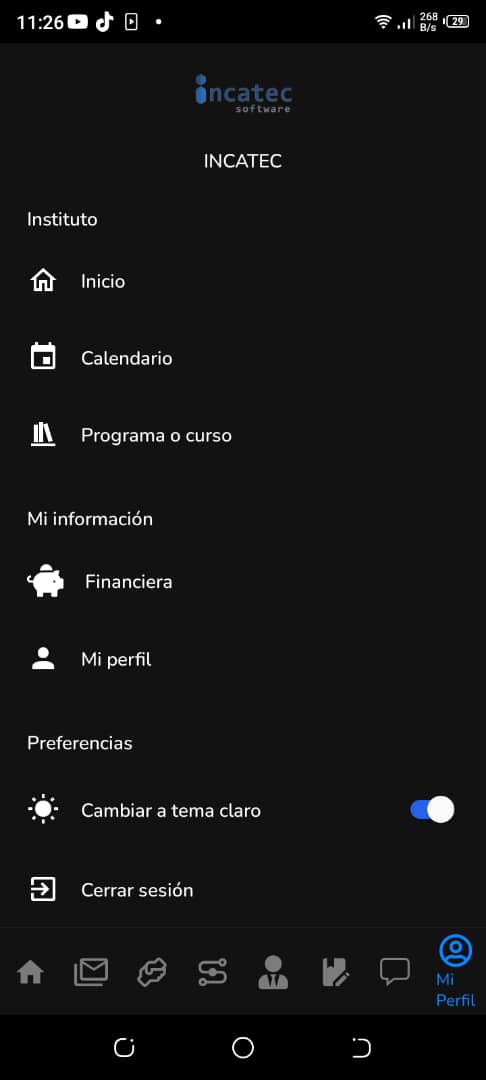 11:26
268
B/s
29
incatec
software
INCATEC
Instituto
Inicio
Calendario
Programa o curso
Mi información
Financiera
Mi perfil
Preferencias
Cambiar a tema claro
Cerrar sesión
Mi
Perfil